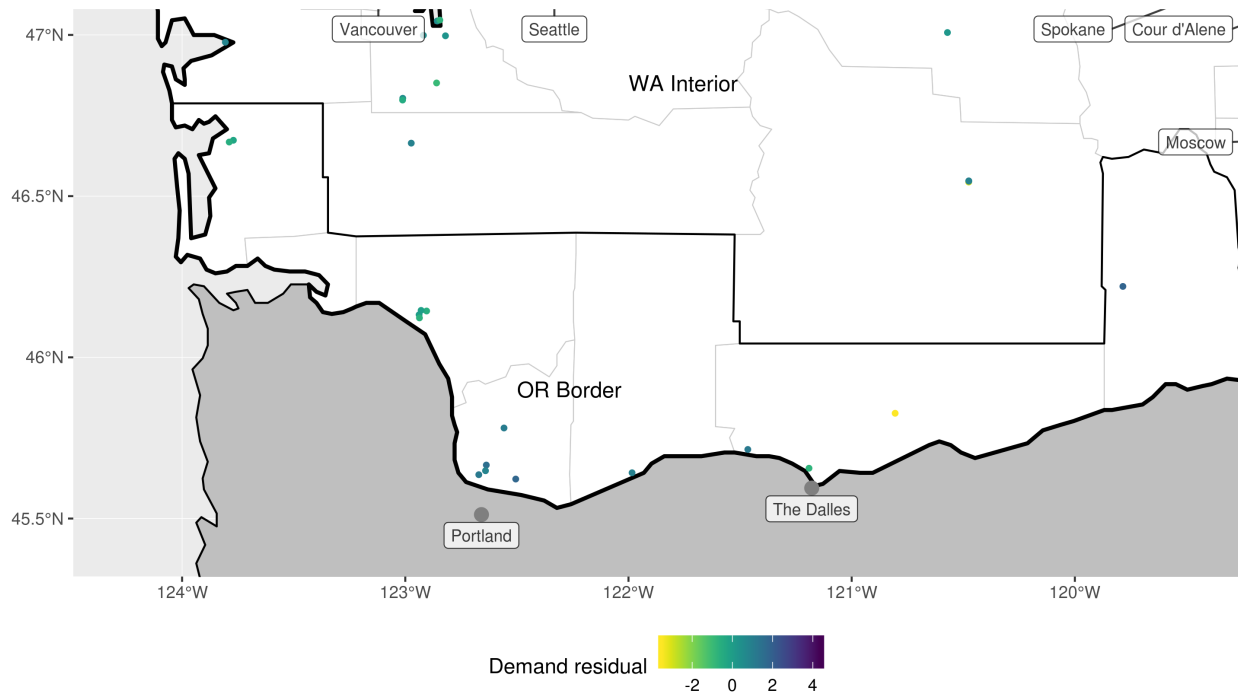 47°N
46.5°N
46°N
45.5°N
Vancouver
Seattle
Spokane
Cour d'Alene
WA Interior
Moscow
OR Border
The Dalles
Portland
124°W
123°W
122°W
121°W
120°W
Demand residual
-2
0
2
4